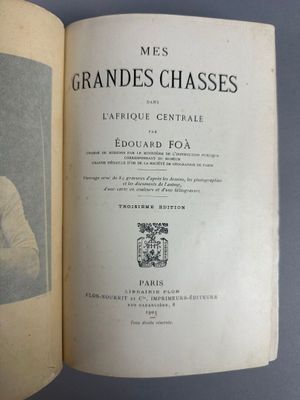 MES
GRANDES CHASSES
DANS
L'AFRIQUE CENTRALE
PAR
ÉDOUARD FOÀ
CHARGÉ DE MISSIONS PAR LE MINISTÈRE DE L'INSTRUCTION PUBLIQUE
CORRESPONDANT DU MUSÉUM
GRANDE MÉDAILLE D'OR DE LA SOCIÉTÉ DE GÉOGRAPHIE DE PARIS
Ouvrage orné de 82 gravures d'après les dessins, les photographies
et les documents de l'auteur,
d'une carte en couleurs et d'une héliogravure.
TROISIÈME ÉDITION
PARIS
LIBRAIRIE PLON
PLON-NOURRIT ET Cie, IMPRIMEURS-ÉDITEURS
RUE GARANCIÈRE, 8
Tous droits réservés